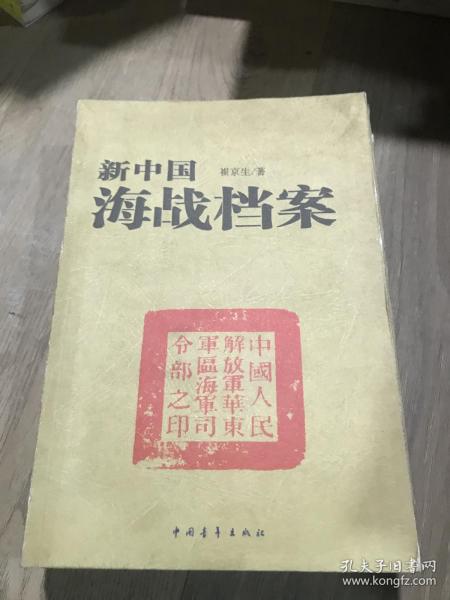 新中国 崔京生/著
海战档案
中國人民
解放軍華東
軍區海軍司
令部之印
中国青年出版社
孔夫子旧书网
www.kongfz.com